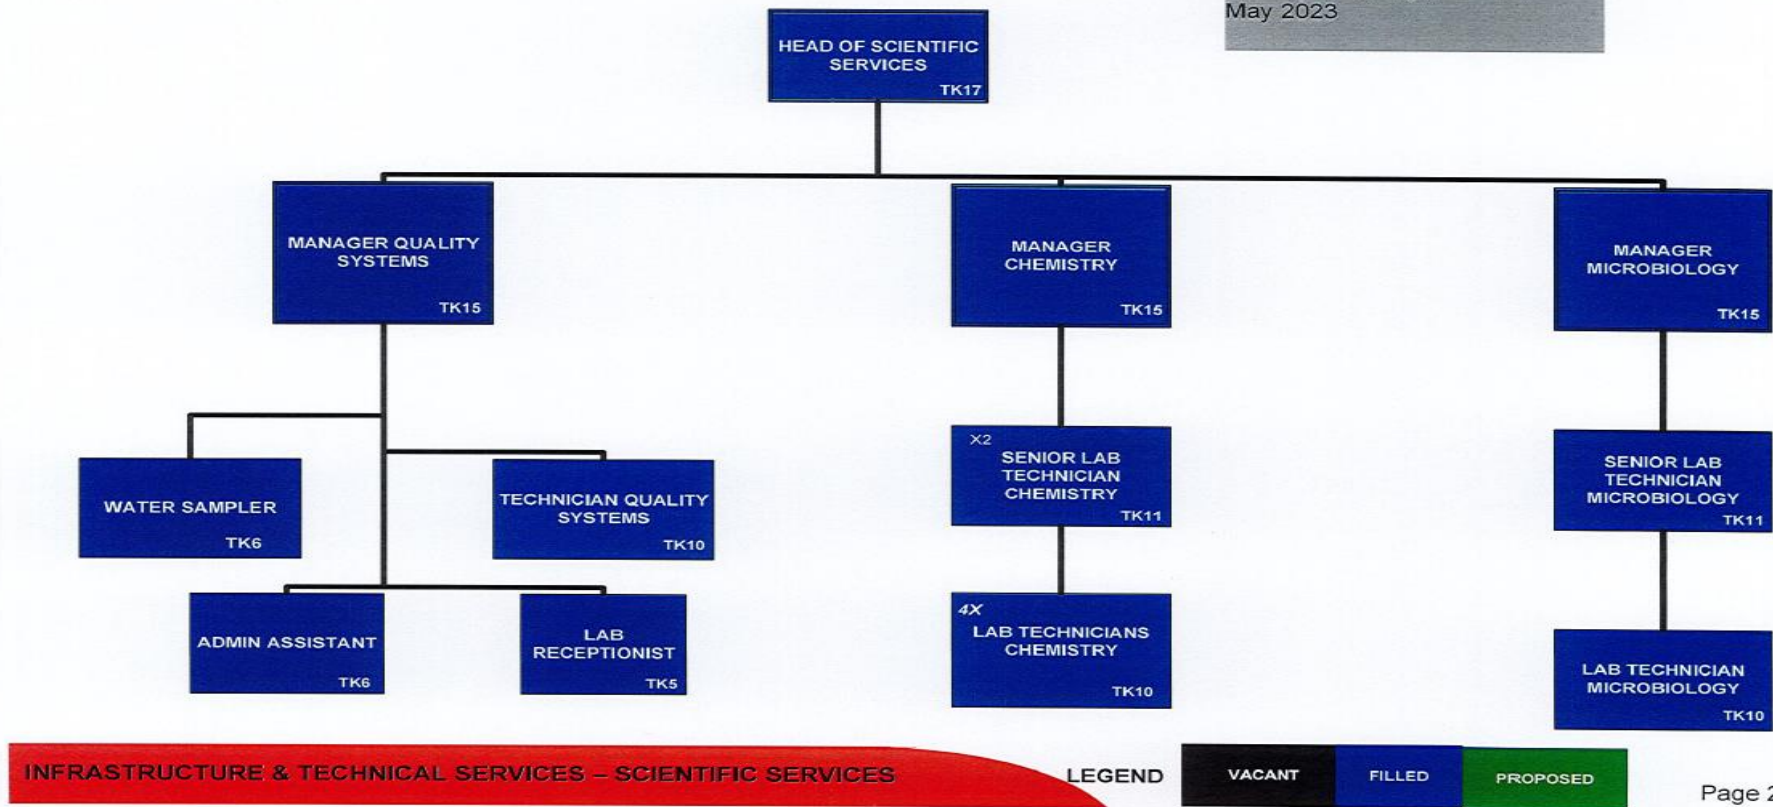 May 2023
HEAD OF SCIENTIFIC
SERVICES
TK17
MANAGER QUALITY
SYSTEMS
TK15
MANAGER
CHEMISTRY
TK15
MANAGER
MICROBIOLOGY
TK15
WATER SAMPLER
TK6
TECHNICIAN QUALITY
SYSTEMS
TK10
X2
SENIOR LAB
TECHNICIAN
CHEMISTRY
TK11
SENIOR LAB
TECHNICIAN
MICROBIOLOGY
TK11
ADMIN ASSISTANT
TK6
LAB
RECEPTIONIST
TK5
4X
LAB TECHNICIANS
CHEMISTRY
TK10
LAB TECHNICIAN
MICROBIOLOGY
TK10
INFRASTRUCTURE & TECHNICAL SERVICES – SCIENTIFIC SERVICES
LEGEND
VACANT
FILLED
PROPOSED
Page 2